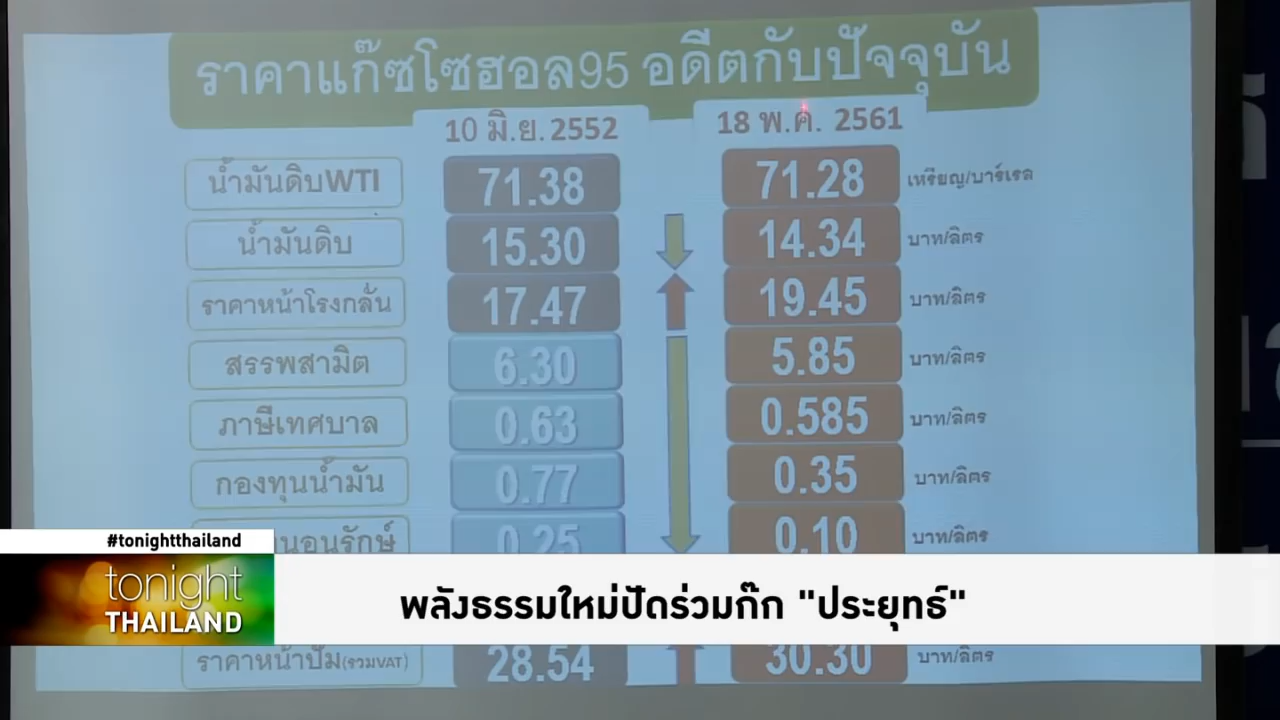 ราคาแก๊ซโซฮอล95 อดีตกับปัจจุบัน
10 มิ.ย. 2552 18 พ.ค. 2561
น้ำมันดิบWTI 71.38 71.28 เหรียญ/บาร์เรล
น้ำมันดิบ 15.30 14.34 บาท/ลิตร
ราคาหน้าโรงกลั่น 17.47 19.45 บาท/ลิตร
สรรพสามิต 6.30 5.85 บาท/ลิตร
ภาษีเทศบาล 0.63 0.585 บาท/ลิตร
กองทุนน้ำมัน 0.77 0.35 บาท/ลิตร
0.25 0.10 บาท/ลิตร
#tonightthailand
tonight
THAILAND
พลังธรรมใหม่ปัดร่วมก๊ก "ประยุทธ์"
ราคาหน้าปั๊ม(รวมVAT) 28.54 30.30 บาท/ลิตร